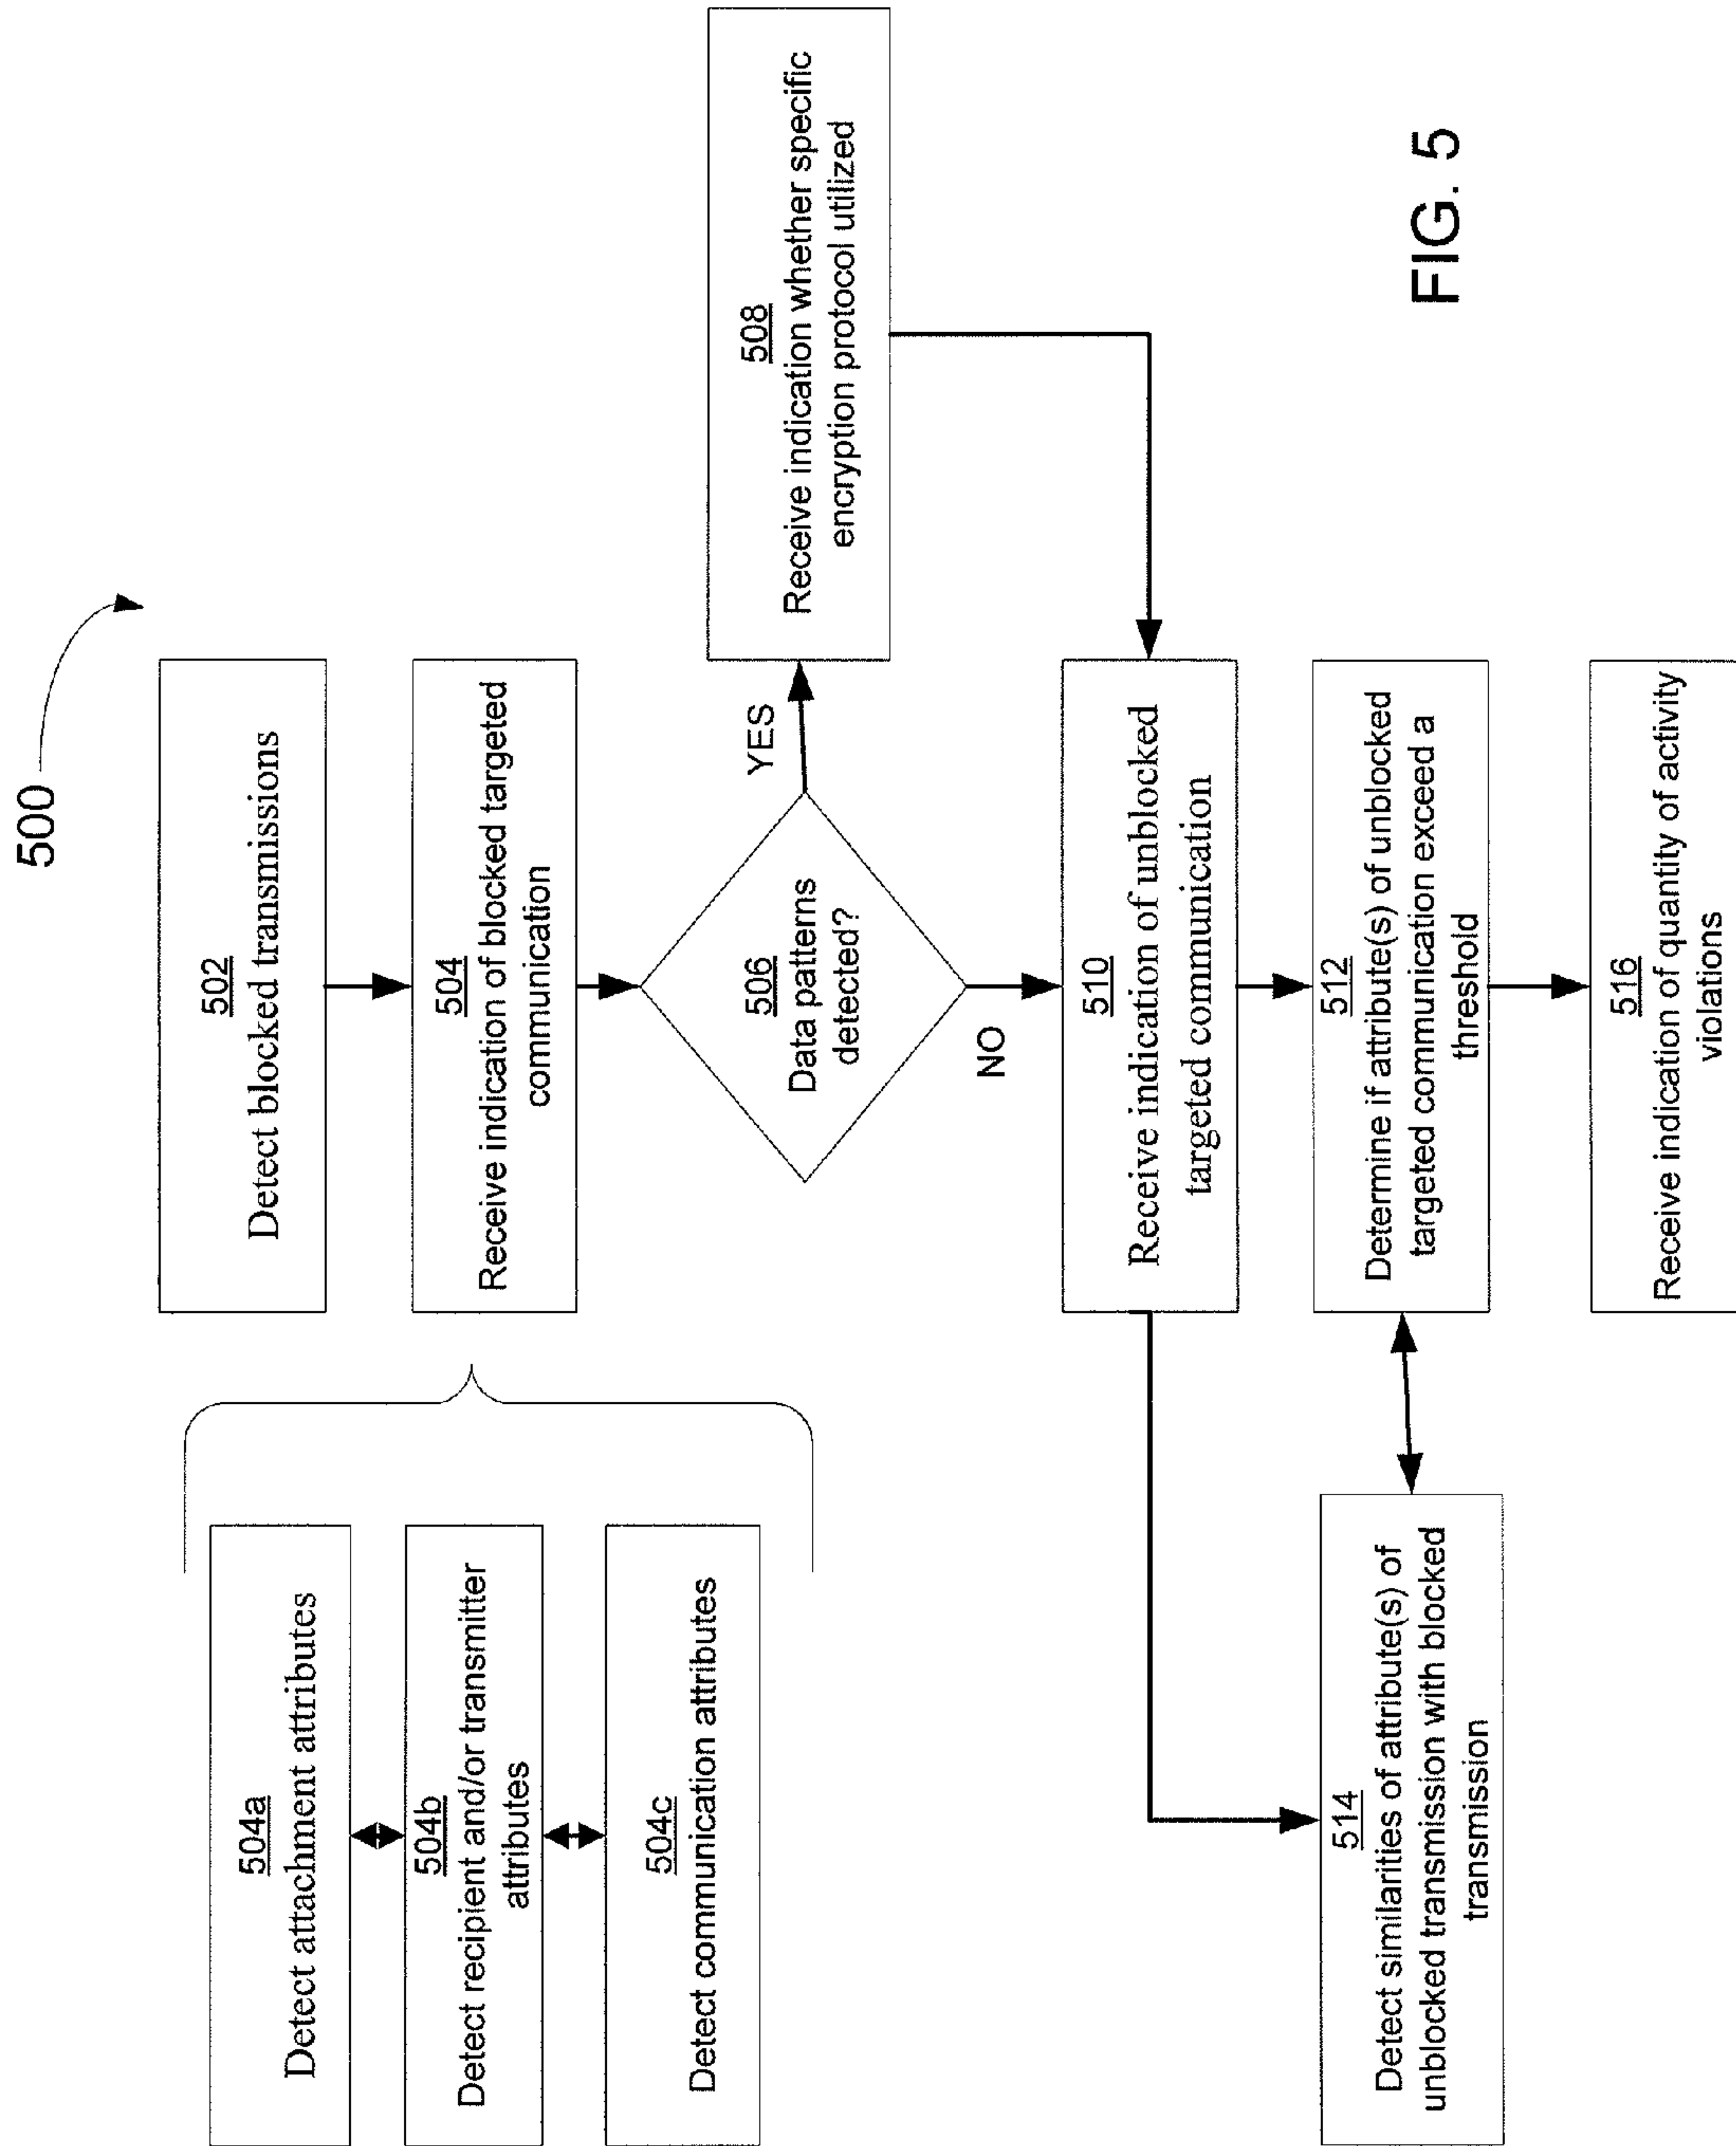 500
502
Detect blocked transmissions
504
Receive indication of blocked targeted
communication
504a
Detect attachment attributes
504b
Detect recipient and/or transmitter
attributes
504c
Detect communication attributes
506
Data patterns
detected?
YES
NO
508
Receive indication whether specific
encryption protocol utilized
510
Receive indication of unblocked
targeted communication
512
Determine if attribute(s) of unblocked
targeted communication exceed a
threshold
514
Detect similarities of attribute(s) of
unblocked transmission with blocked
transmission
516
Receive indication of quantity of activity
violations
FIG. 5